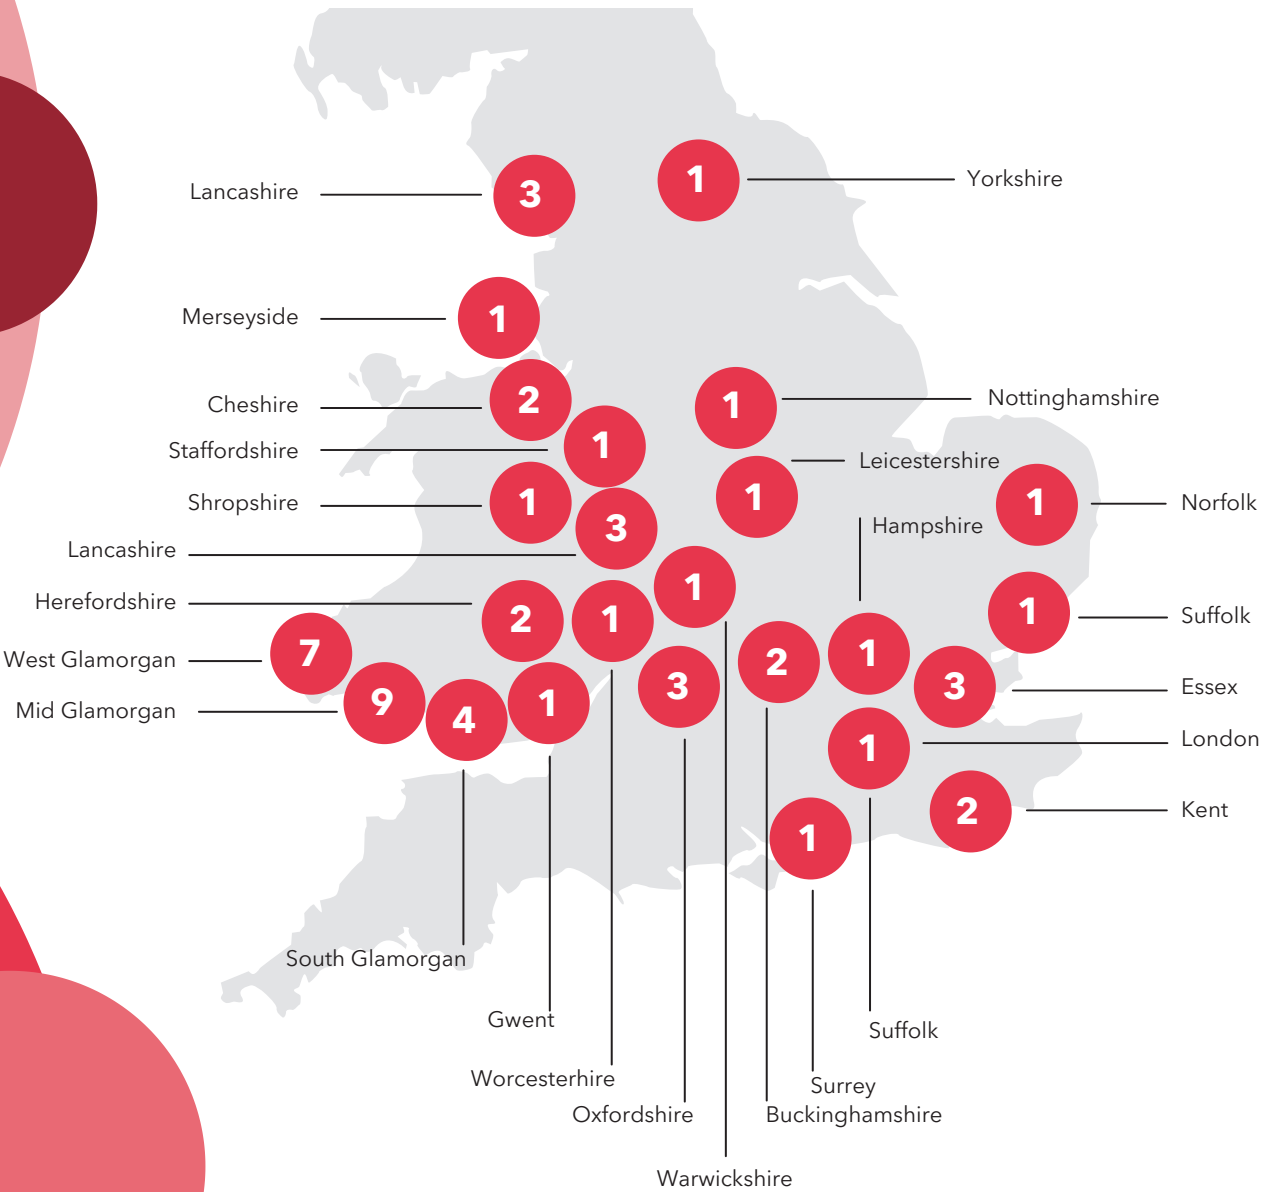 Lancashire
3
1
Yorkshire
Merseyside
1
Cheshire
2
1
Nottinghamshire
Staffordshire
1
Leicestershire
1
Shropshire
1
3
Hampshire
1
Norfolk
Lancashire
1
Herefordshire
2
1
1
Suffolk
West Glamorgan
7
2
1
3
3
Essex
Mid Glamorgan
9
4
1
1
London
2
Kent
1
South Glamorgan
Gwent
Suffolk
Worcesterhire
Surrey
Oxfordshire
Buckinghamshire
Warwickshire